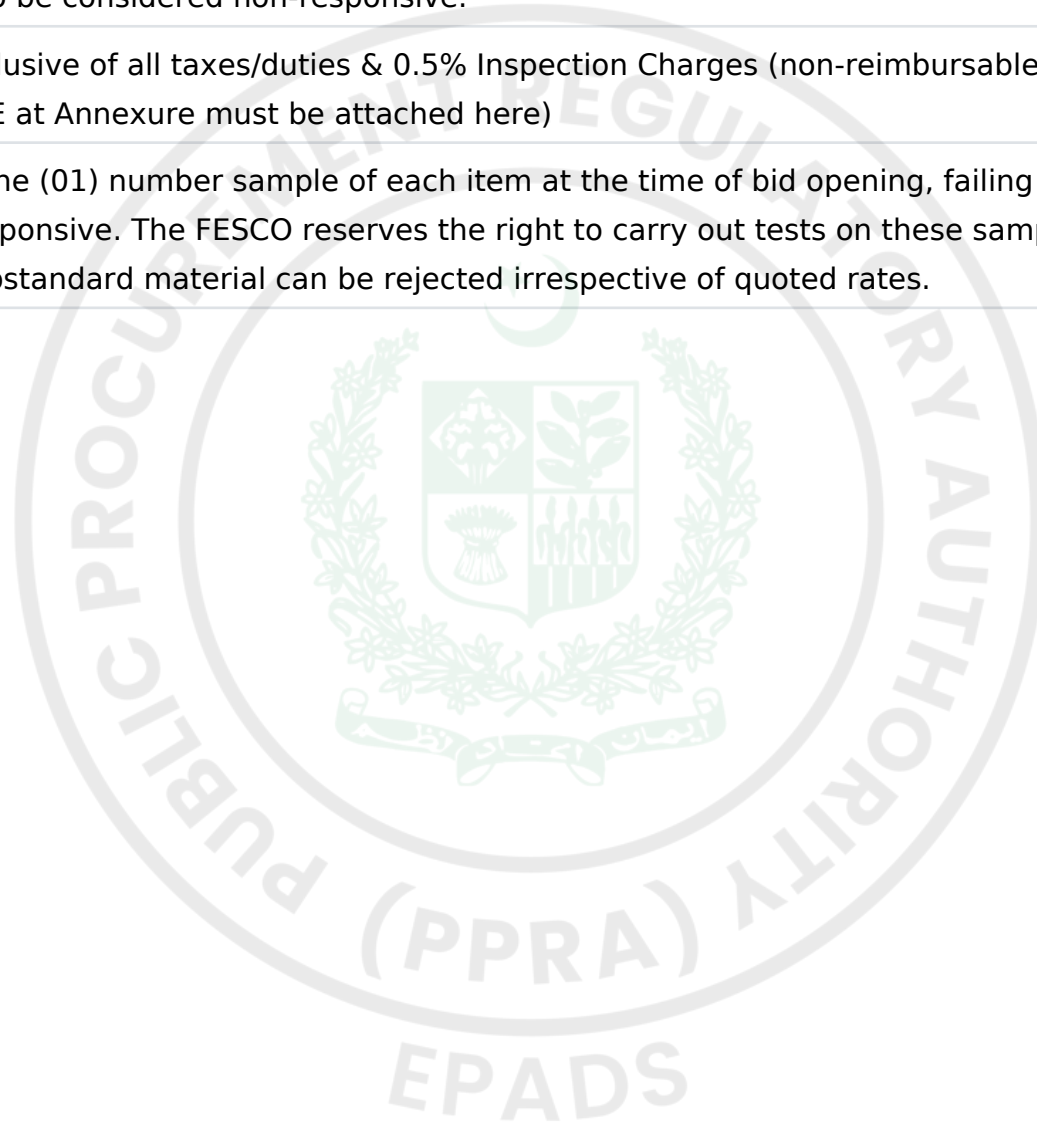 be considered non-responsive.
lusive of all taxes/duties & 0.5% Inspection Charges (non-reimbursable
E at Annexure must be attached here)
ne (01) number sample of each item at the time of bid opening, failing
ponsive. The FESCO reserves the right to carry out tests on these sam
ostandard material can be rejected irrespective of quoted rates.
PUBLIC PROCUREMENT REGULATORY AUTHORITY
(PPRA)
EPADS